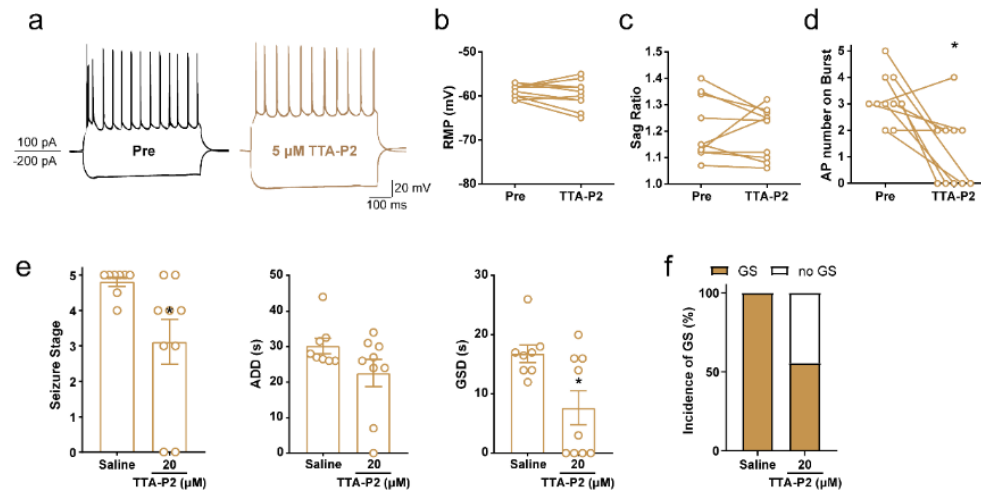 a
100 pA
-200 pA
Pre
5 µM TTA-P2
20 mV
100 ms
b
RMP (mV)
-50
-60
-70
-80
Pre
TTA-P2
c
Sag Ratio
1.5
1.4
1.3
1.2
1.1
1.0
Pre
TTA-P2
d
AP number on Burst
5
4
3
2
1
0
*
Pre
TTA-P2
e
Seizure Stage
5
4
3
2
1
0
*
Saline
20
TTA-P2 (µM)
ADD (s)
50
40
30
20
10
0
Saline
20
TTA-P2 (µM)
GSD (s)
30
20
10
0
*
Saline
20
TTA-P2 (µM)
f
GS
no GS
Incidence of GS (%)
100
50
0
Saline
20
TTA-P2 (µM)